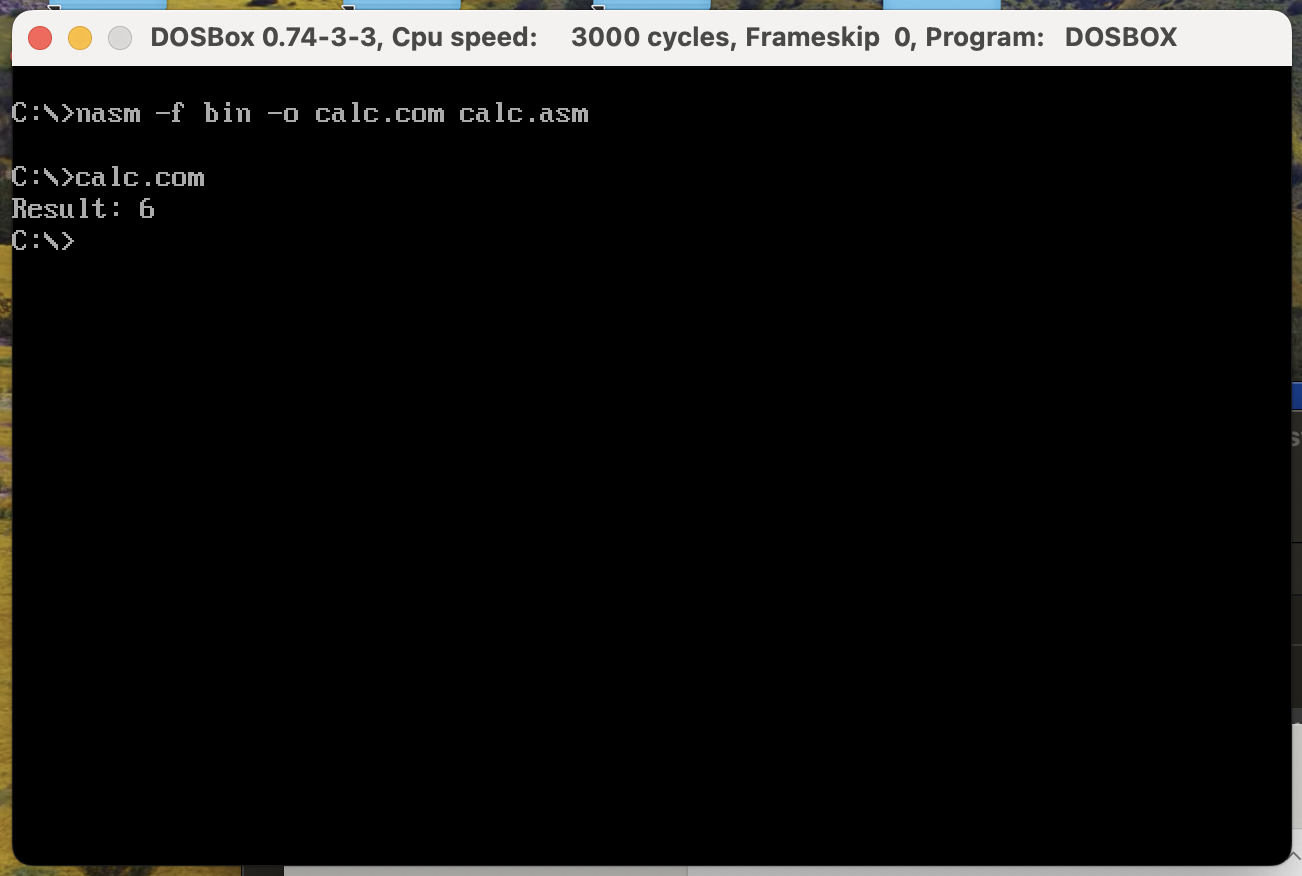 DOSBox 0.74-3-3, Cpu speed: 3000 cycles, Frameskip 0, Program: DOSBOX
C:\>nasm -f bin -o calc.com calc.asm
C:\>calc.com
Result: 6
C:\>